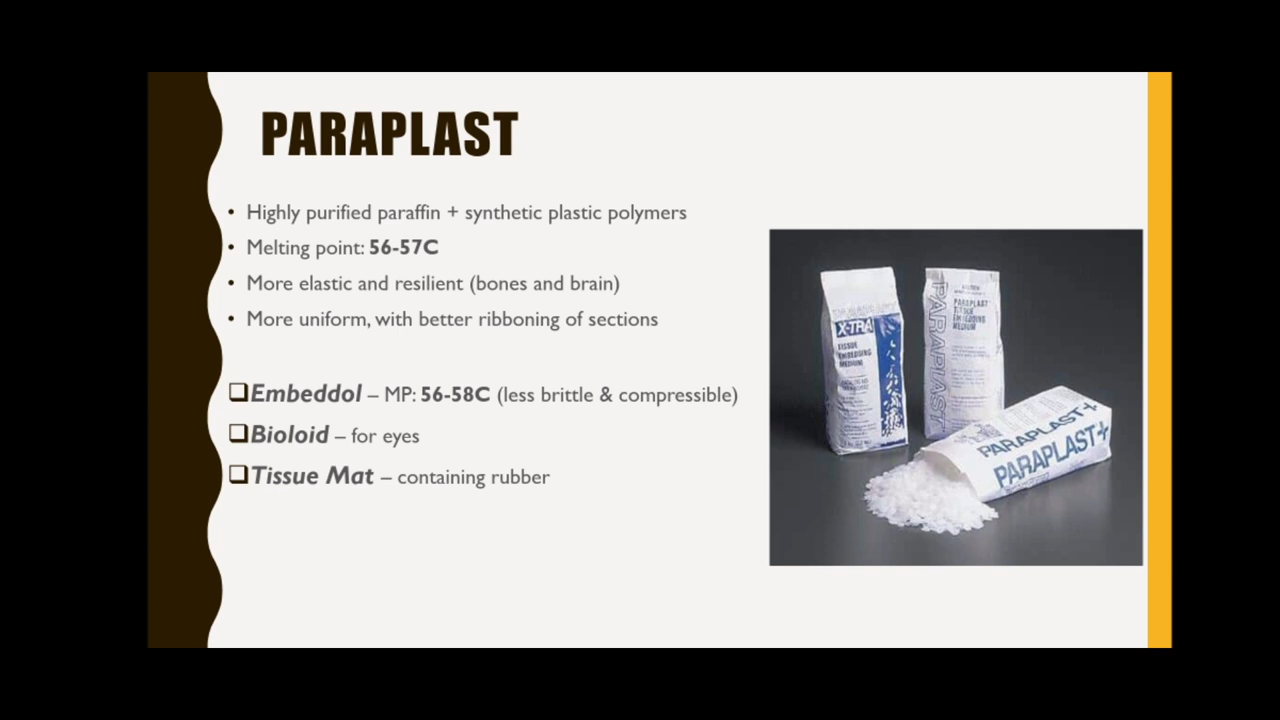 PARAPLAST
• Highly purified paraffin + synthetic plastic polymers
• Melting point: 56-57C
• More elastic and resilient (bones and brain)
• More uniform, with better ribboning of sections
❑Embeddol – MP: 56-58C (less brittle & compressible)
❑Bioloid – for eyes
❑Tissue Mat – containing rubber
X-TRA
TISSUE
EMBEDDING
MEDIUM
PARAPLAST
PARAPLAST
TISSUE
EMBEDDING
MEDIUM
PARAPLAST+
PARAPLAST+